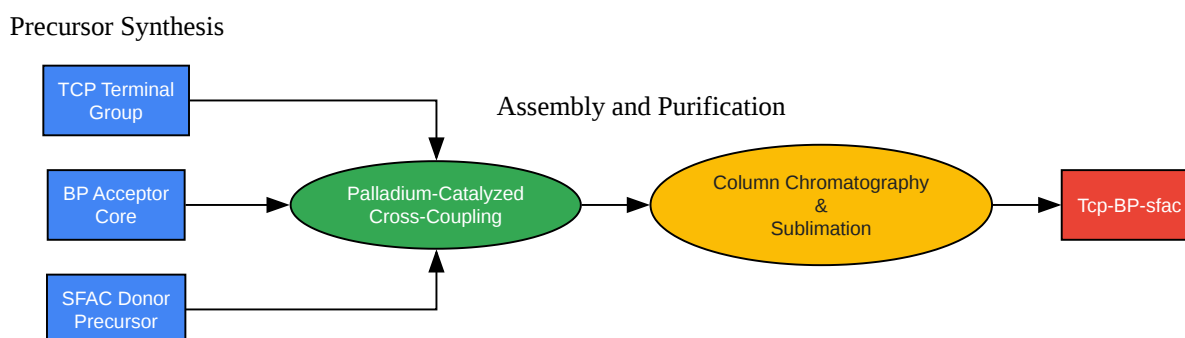 Precursor Synthesis
TCP Terminal
Group
Assembly and Purification
BP Acceptor
Core
Palladium-Catalyzed
Cross-Coupling
Column Chromatography
&
Sublimation
Tcp-BP-sfac
SFAC Donor
Precursor